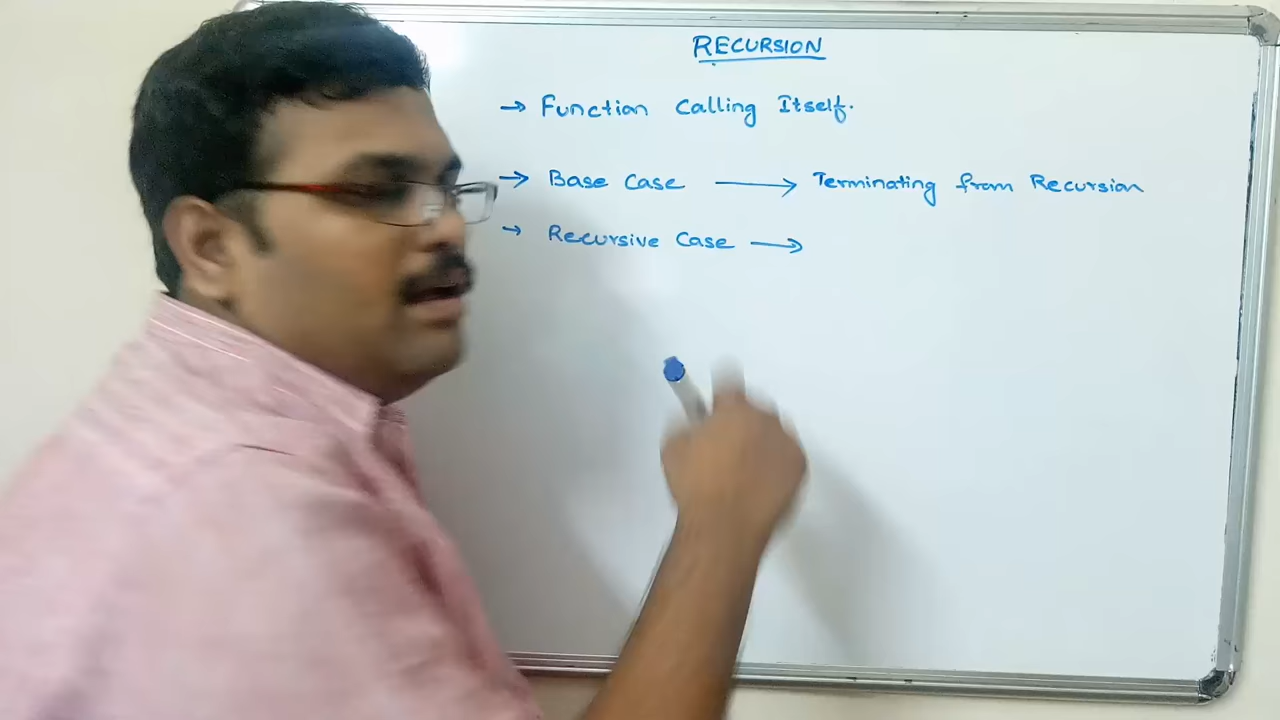 RECURSION
→ Function Calling Itself.
→ Base Case ⟶ Terminating from Recursion
→ Recursive Case ⟶